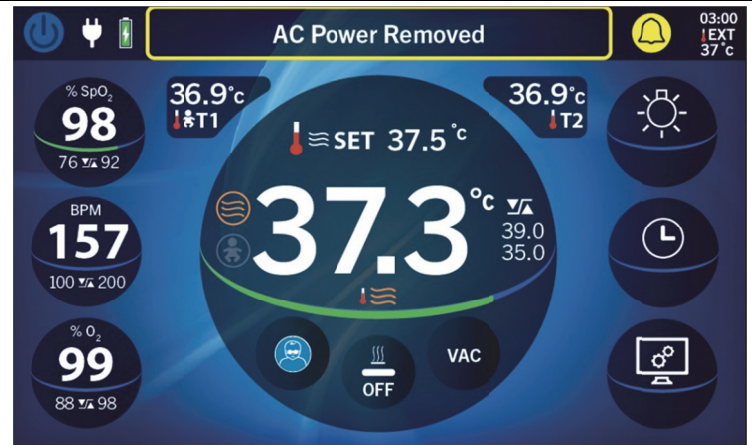 AC Power Removed
03:00
EXT
37 °C
% SpO₂
98
76 92
36.9°c
T1
36.9°c
T2
SET 37.5 °c
BPM
157
100 200
37.3 °c
39.0
35.0
% O₂
99
88 98
OFF
VAC